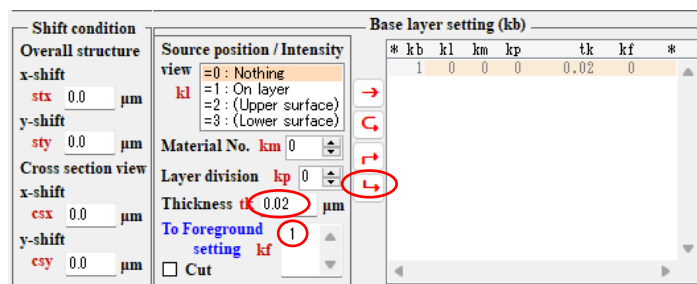 Shift condition
Overall structure
x-shift
stx 0.0 μm
y-shift
sty 0.0 μm
Cross section view
x-shift
csx 0.0 μm
y-shift
csy 0.0 μm
Source position / Intensity
view
kl
=0 : Nothing
=1 : On layer
=2 : (Upper surface)
=3 : (Lower surface)
Material No. km 0
Layer division kp 0
Thickness tk 0.02 μm
To Foreground
setting kf 1
Cut
Base layer setting (kb)
* kb kl km kp tk kf *
1 0 0 0 0.02 0